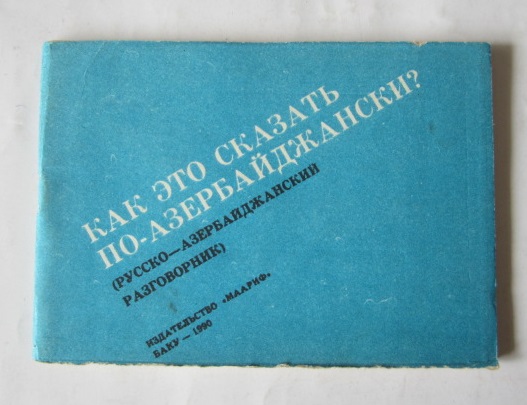 КАК ЭТО СКАЗАТЬ
ПО-АЗЕРБАЙДЖАНСКИ?
(РУССКО—АЗЕРБАЙДЖАНСКИЙ
РАЗГОВОРНИК)
ИЗДАТЕЛЬСТВО «МААРИФ»
БАКУ — 1990